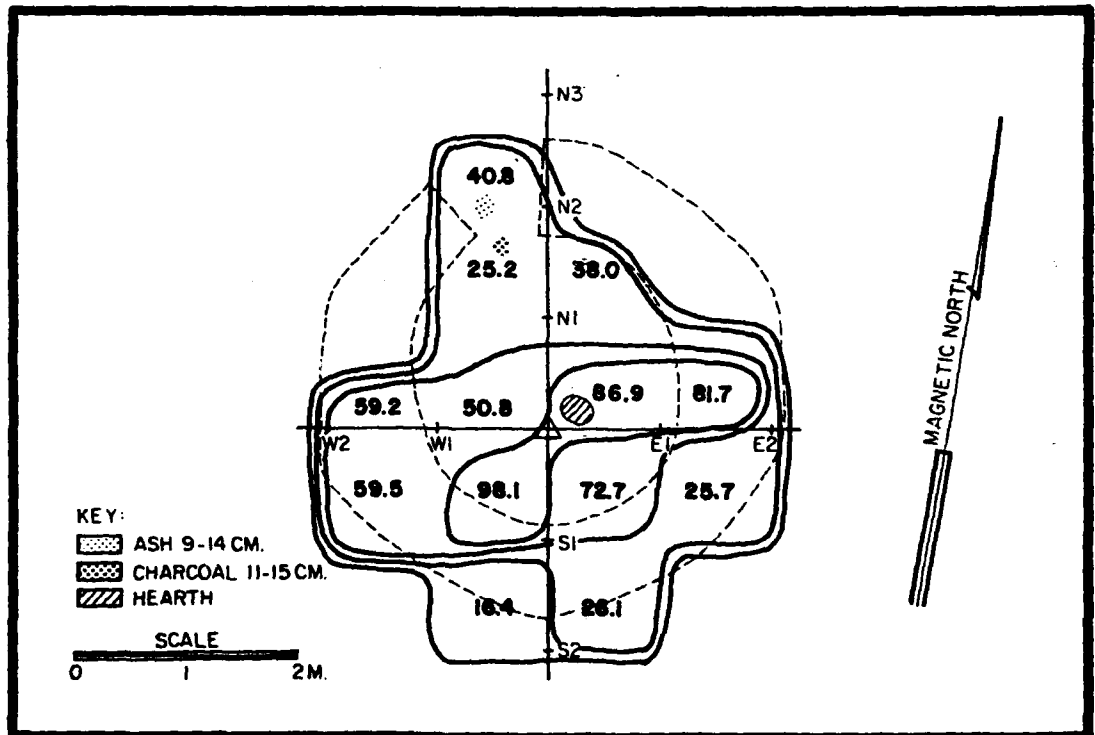 N3
40.8
N2
25.2
38.0
N1
59.2
50.8
86.9
81.7
W2
W1
E1
E2
59.5
98.1
72.7
25.7
S1
16.4
26.1
S2
MAGNETIC NORTH
KEY:
ASH 9-14 CM.
CHARCOAL 11-15 CM.
HEARTH
SCALE
0 1 2 M.